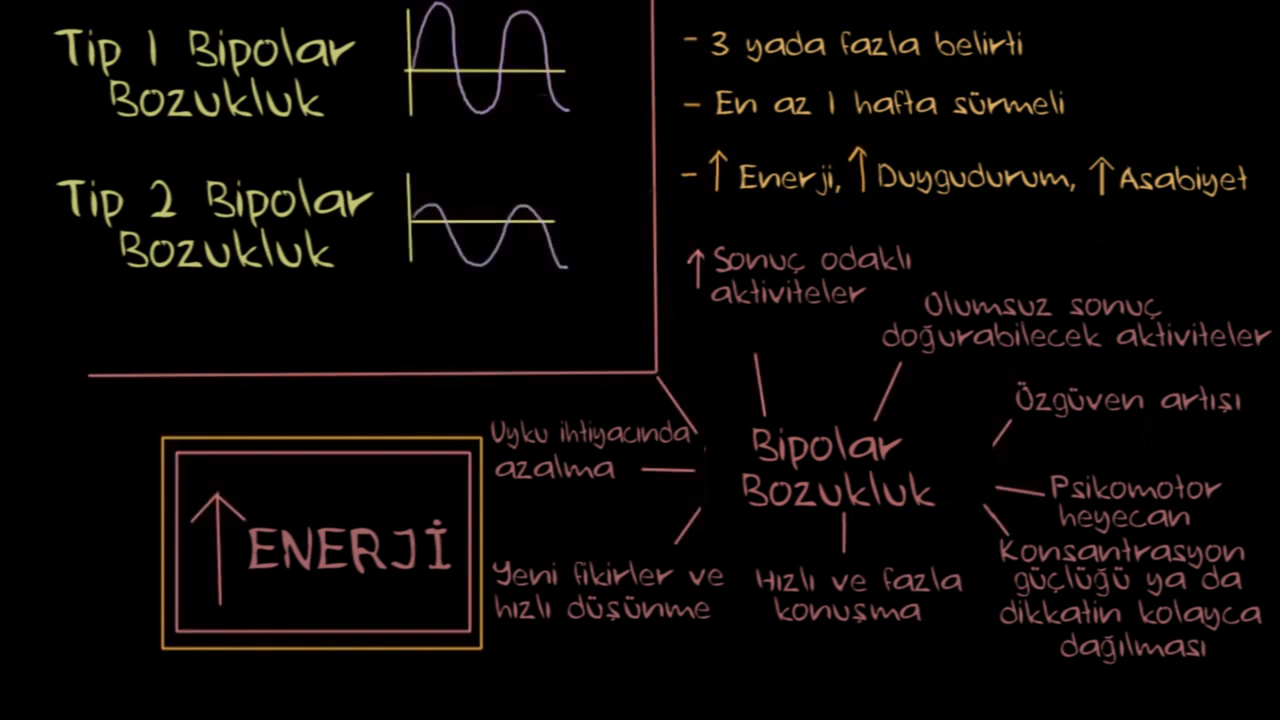 Tip 1 Bipolar
Bozukluk
Tip 2 Bipolar
Bozukluk
- 3 yada fazla belirti
- En az 1 hafta sürmeli
- ↑ Enerji, ↑ Duygudurum, ↑ Asabiyet
↑ Sonuç odaklı
aktiviteler
Olumsuz sonuç
doğurabilecek aktiviteler
Özgüven artışı
Uyku ihtiyacında
azalma
Bipolar
Bozukluk
Psikomotor
heyecan
↑ ENERJİ
Yeni fikirler ve
hızlı düşünme
Hızlı ve fazla
konuşma
Konsantrasyon
güçlüğü ya da
dikkatin kolayca
dağılması